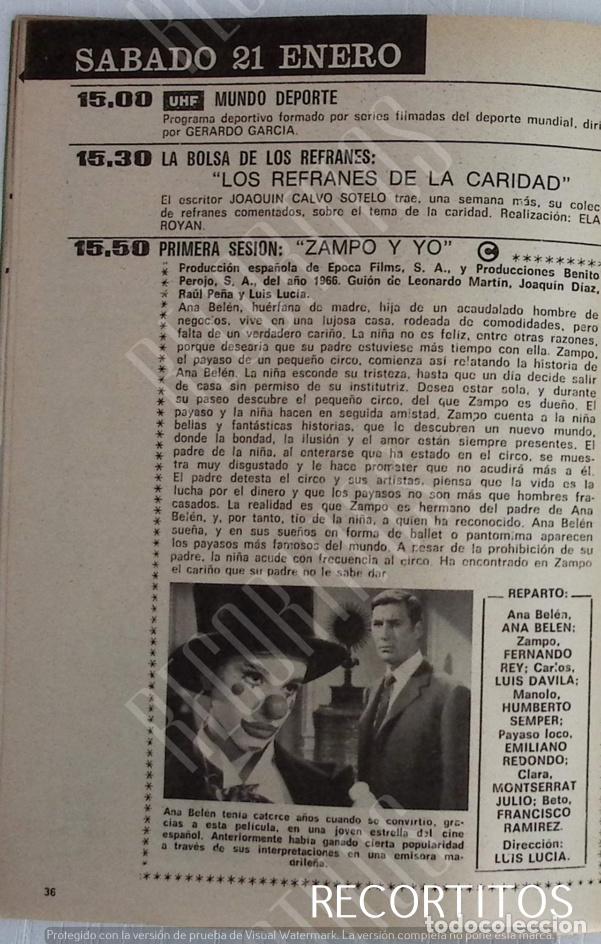 SABADO 21 ENERO
15.00 UHF MUNDO DEPORTE
Programa deportivo formado por series filmadas del deporte mundial, diri
por GERARDO GARCIA.
15.30 LA BOLSA DE LOS REFRANES:
"LOS REFRANES DE LA CARIDAD"
El escritor JOAQUIN CALVO SOTELO trae, una semana más, su colec
de refranes comentados, sobre el tema de la caridad. Realización: ELA
ROYAN.
15.50 PRIMERA SESION: "ZAMPO Y YO" C
Producción española de Epoca Films, S. A., y Producciones Benito
Perojo, S. A., del año 1966. Guión de Leonardo Martín, Joaquín Díaz,
Raúl Peña y Luis Lucia.
Ana Belén, huérfana de madre, hija de un acaudalado hombre de
negocios, vive en una lujosa casa, rodeada de comodidades, pero
falta de un verdadero cariño. La niña no es feliz, entre otras razones,
porque desearía que su padre estuviese más tiempo con ella. Zampo,
el payaso de un pequeño circo, comienza así relatando la historia de
Ana Belén. La niña esconde su tristeza, hasta que un día decide salir
de casa sin permiso de su institutriz. Desea estar sola, y durante
su paseo descubre el pequeño circo, del que Zampo es dueño. El
payaso y la niña hacen en seguida amistad. Zampo cuenta a la niña
bellas y fantásticas historias, que le descubren un nuevo mundo,
donde la bondad, la ilusión y el amor están siempre presentes. El
padre de la niña, al enterarse que ha estado en el circo, se mues-
tra muy disgustado y le hace prometer que no acudirá más a él.
El padre detesta el circo y sus artistas, piensa que la vida es la
lucha por el dinero y que los payasos no son más que hombres fra-
casados. La realidad es que Zampo es hermano del padre de Ana
Belén, y, por tanto, tío de la niña, a quien ha reconocido. Ana Belén
sueña, y en sus sueños en forma de ballet o pantomima aparecen
los payasos más famosos del mundo. A pesar de la prohibición de su
padre, la niña acude con frecuencia al circo. Ha encontrado en Zampo
el cariño que su padre no le sabe dar
REPARTO:
Ana Belén,
ANA BELEN;
Zampo,
FERNANDO
REY; Carlos,
LUIS DAVILA;
Manolo,
HUMBERTO
SEMPER;
Payaso loco,
EMILIANO
REDONDO;
Clara,
MONTSERRAT
JULIO; Beto,
FRANCISCO
RAMIREZ.
Dirección:
LUIS LUCIA.
Ana Belén tenía catorce años cuando se convirtió, gra-
cias a esta película, en una joven estrella del cine
español. Anteriormente había ganado cierta popularidad
a través de sus interpretaciones en una emisora ma-
drileña.
36
RECORTITOS
todocoleccion
Protegido con la versión de prueba de Visual Watermark. La versión completa no pone esta marca.